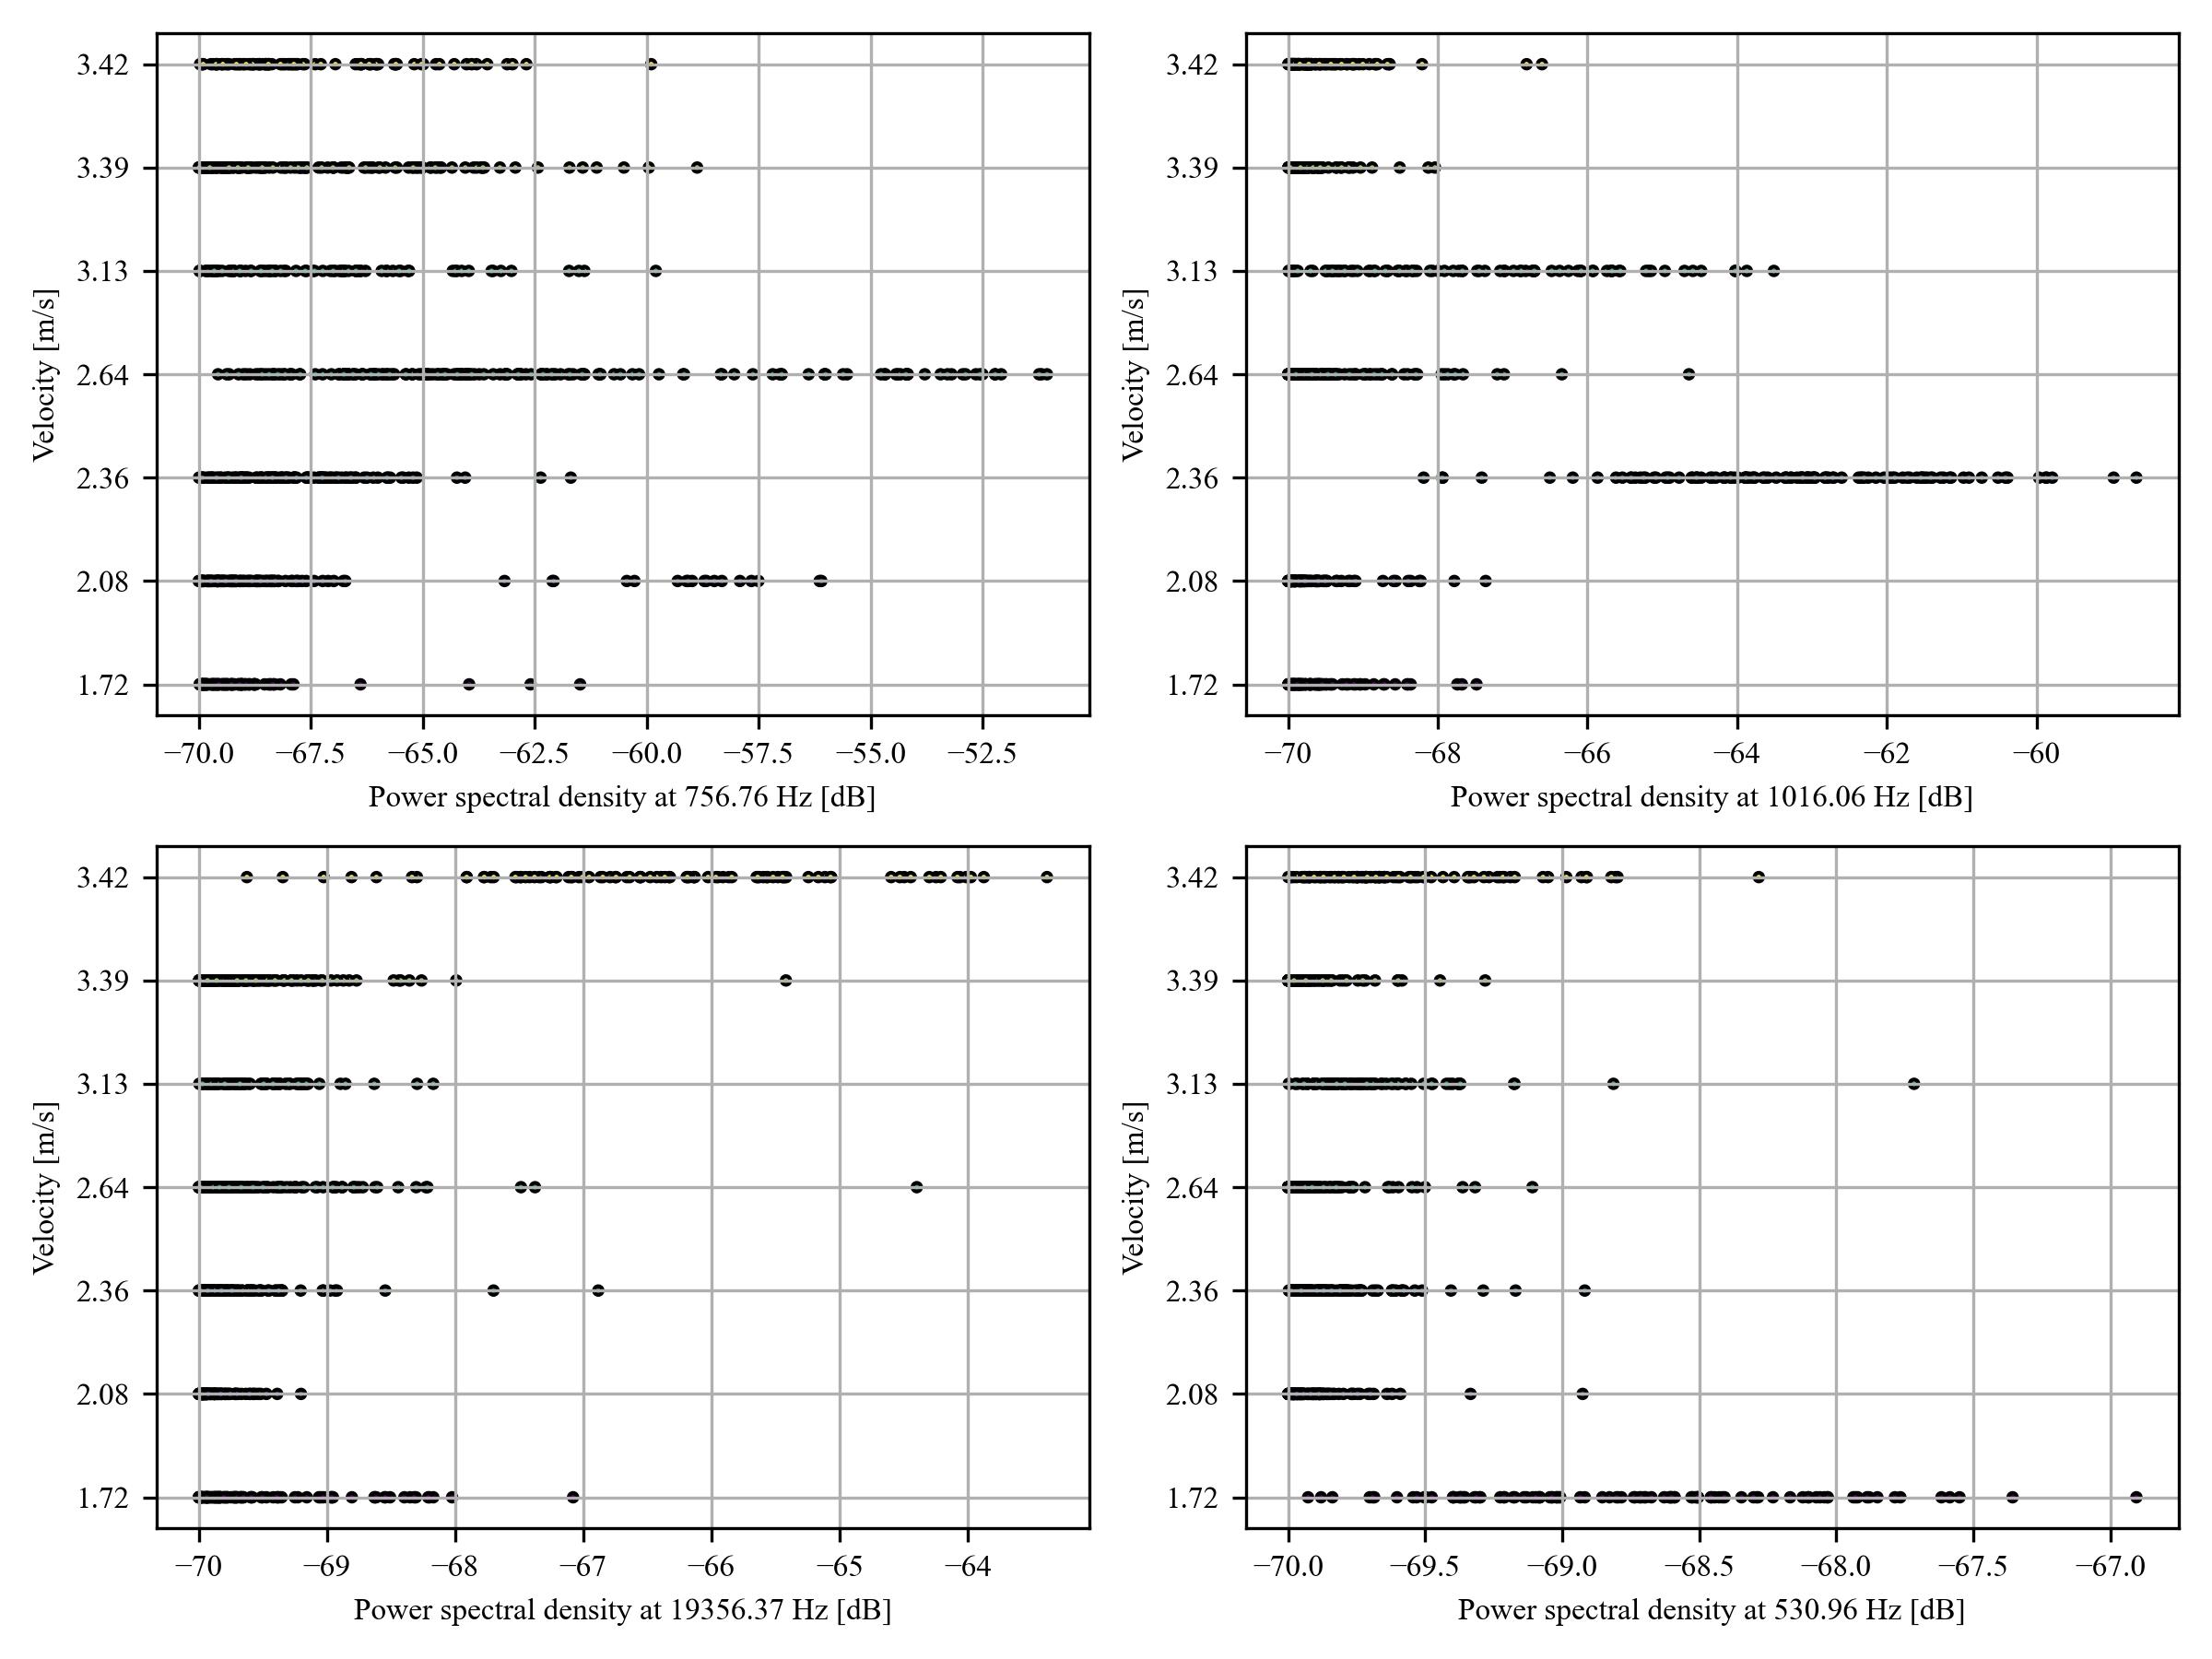 3.42
3.39
3.13
2.64
2.36
2.08
1.72
Velocity [m/s]
−70.0 −67.5 −65.0 −62.5 −60.0 −57.5 −55.0 −52.5
Power spectral density at 756.76 Hz [dB]
3.42
3.39
3.13
2.64
2.36
2.08
1.72
Velocity [m/s]
−70 −68 −66 −64 −62 −60
Power spectral density at 1016.06 Hz [dB]
3.42
3.39
3.13
2.64
2.36
2.08
1.72
Velocity [m/s]
−70 −69 −68 −67 −66 −65 −64
Power spectral density at 19356.37 Hz [dB]
3.42
3.39
3.13
2.64
2.36
2.08
1.72
Velocity [m/s]
−70.0 −69.5 −69.0 −68.5 −68.0 −67.5 −67.0
Power spectral density at 530.96 Hz [dB]